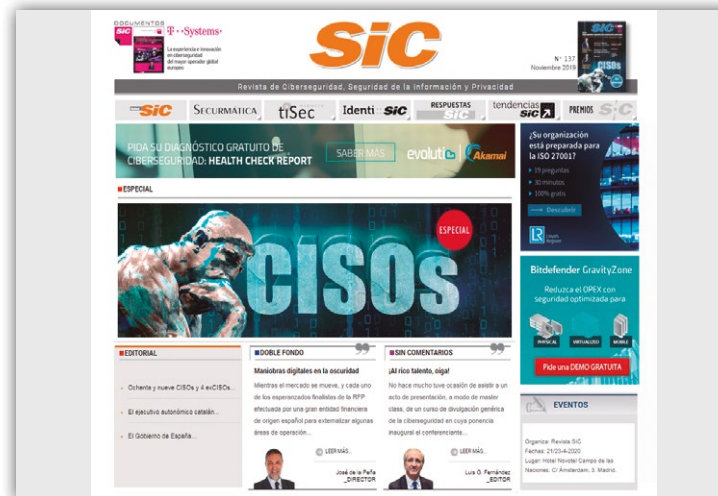 DOCUMENTOS
SiC
T··Systems·
La experiencia e innovación
en ciberseguridad
del mayor operador global
europeo
SiC
N° 137
Noviembre 2019
SiC
CISOs
Revista de Ciberseguridad, Seguridad de la Información y Privacidad
SiC
SECURMÁTICA
tiSec
Identi SiC
RESPUESTAS
SiC
tendencias
SiC
PREMIOS SiC
PIDA SU DIAGNÓSTICO GRATUITO DE
CIBERSEGURIDAD: HEALTH CHECK REPORT
SABER MÁS
evolutio
Akamai
¿Su organización
está preparada para
la ISO 27001?
19 preguntas
30 minutos
100% gratis
Descubrir
LR
Lloyd's
Register
ESPECIAL
ESPECIAL
CISOs
Bitdefender GravityZone
Reduzca el OPEX con
seguridad optimizada para
PHYSICAL
VIRTUALIZED
MOBILE
Pide una DEMO GRATUITA
EDITORIAL
Ochenta y nueve CISOs y 4 exCISOs...
El ejecutivo autonómico catalán...
El Gobierno de España...
DOBLE FONDO
Maniobras digitales en la oscuridad
Mientras el mercado se mueve, y cada uno
de los esperanzados finalistas de la RFP
efectuada por una gran entidad financiera
de origen español para externalizar algunas
áreas de operación...
LEER MÁS...
José de la Peña
_DIRECTOR
SIN COMENTARIOS
¡Al rico talento, oiga!
No hace mucho tuve ocasión de asistir a un
acto de presentación, a modo de master
class, de un curso de divulgación genérica
de la ciberseguridad en cuya ponencia
inaugural el conferenciante...
LEER MÁS...
Luis G. Fernández
_EDITOR
EVENTOS
Organiza: Revista SIC
Fechas: 21/23-4-2020
Lugar: Hotel Novotel Campo de las
Naciones. C/ Ámsterdam, 3. Madrid.